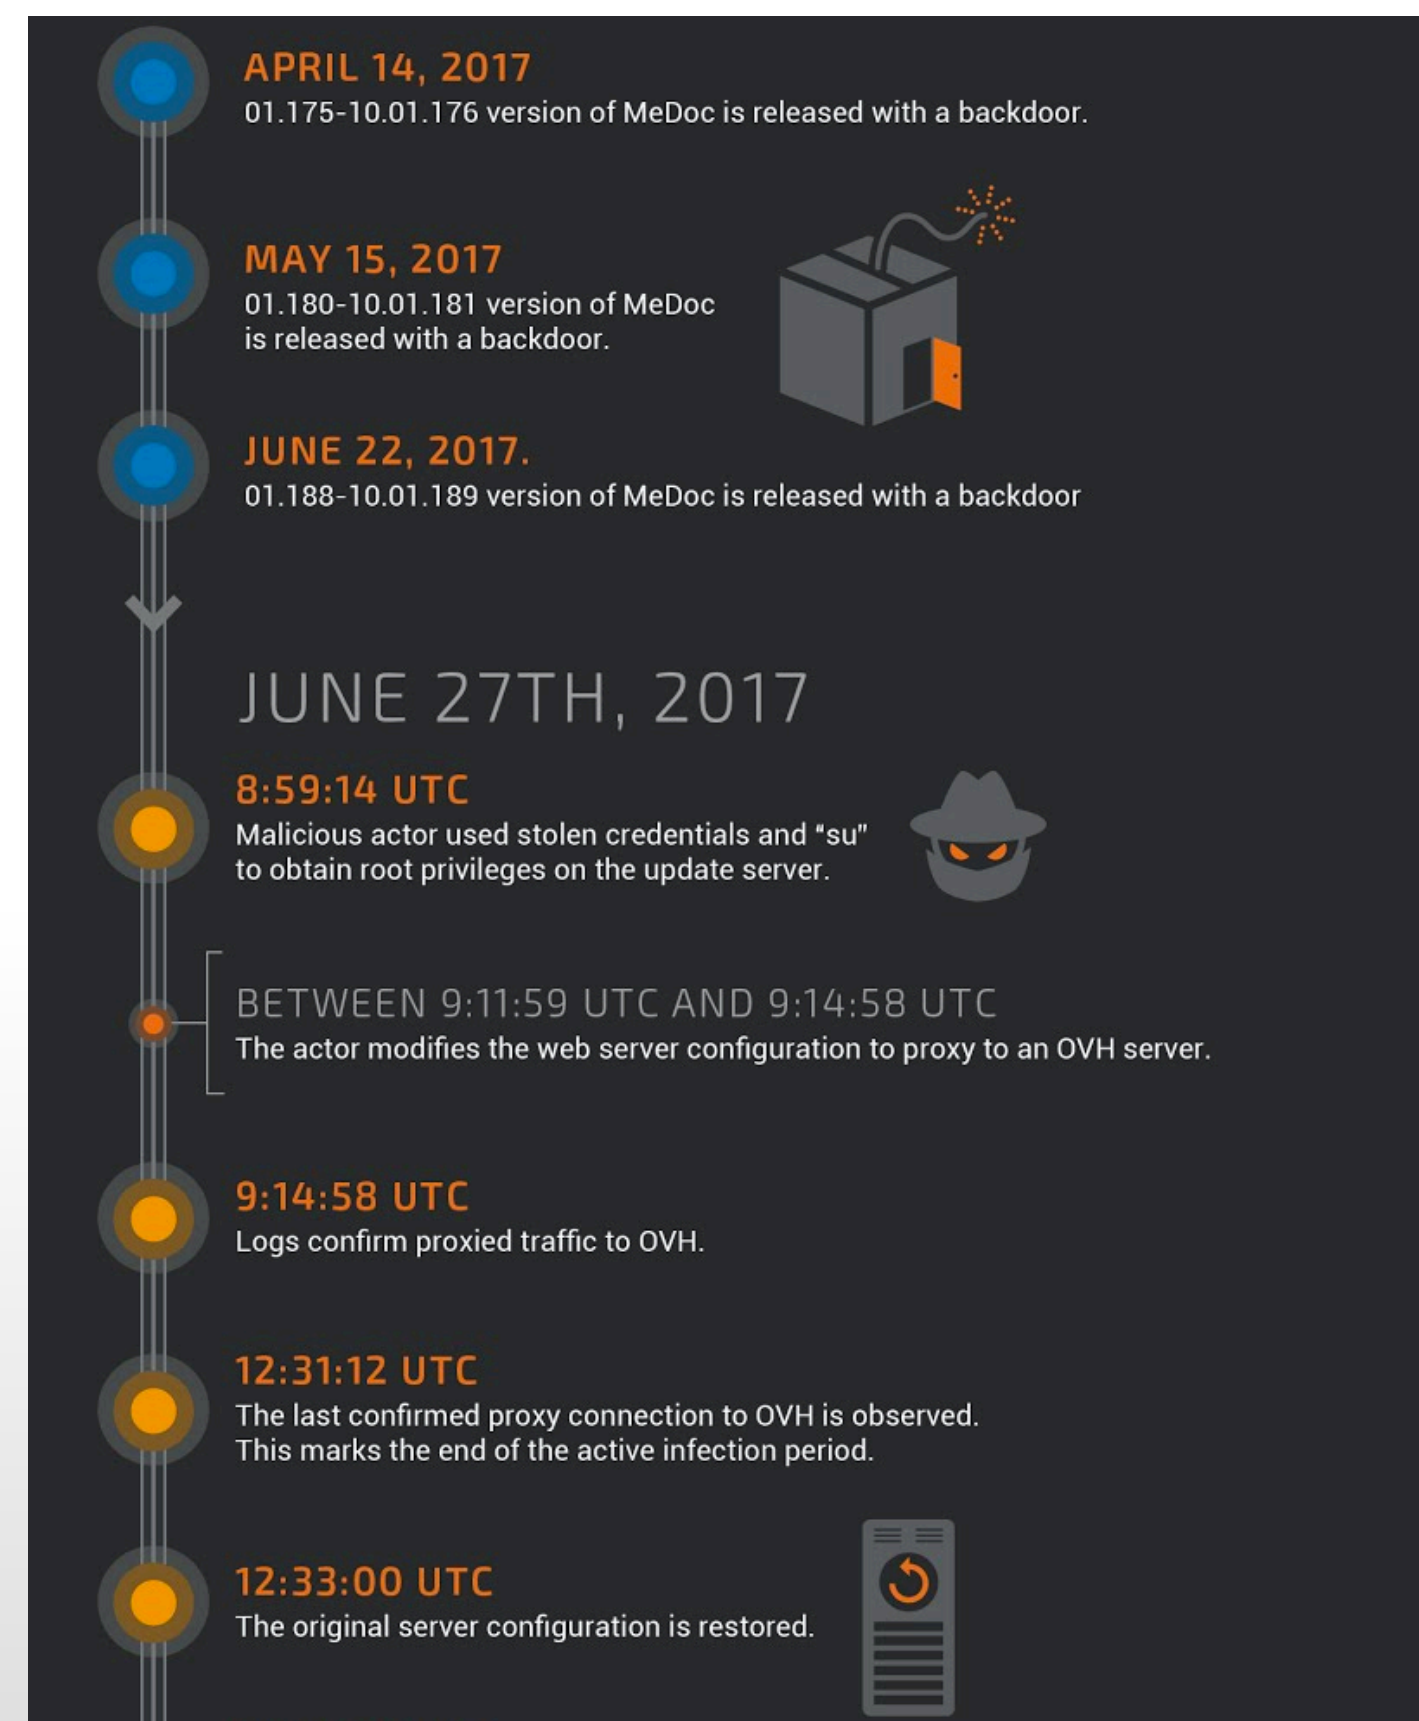 APRIL 14, 2017
01.175-10.01.176 version of MeDoc is released with a backdoor.
MAY 15, 2017
01.180-10.01.181 version of MeDoc
is released with a backdoor.
JUNE 22, 2017.
01.188-10.01.189 version of MeDoc is released with a backdoor
JUNE 27TH, 2017
8:59:14 UTC
Malicious actor used stolen credentials and “su”
to obtain root privileges on the update server.
BETWEEN 9:11:59 UTC AND 9:14:58 UTC
The actor modifies the web server configuration to proxy to an OVH server.
9:14:58 UTC
Logs confirm proxied traffic to OVH.
12:31:12 UTC
The last confirmed proxy connection to OVH is observed.
This marks the end of the active infection period.
12:33:00 UTC
The original server configuration is restored.